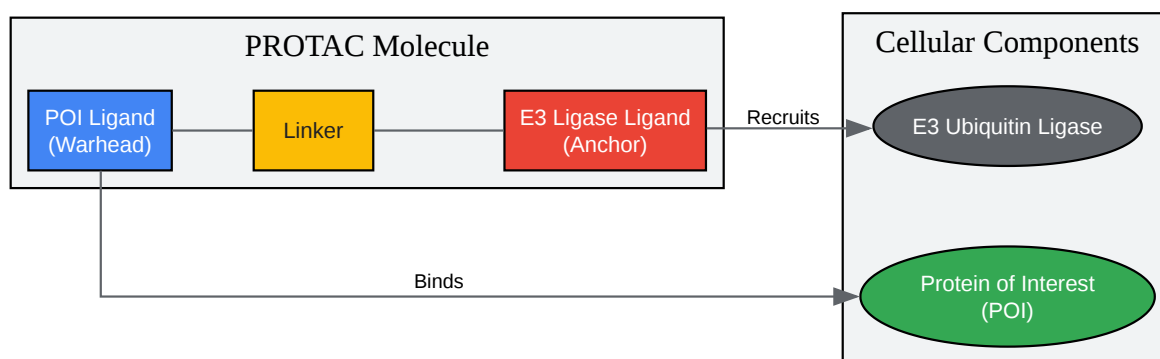 PROTAC Molecule
Cellular Components
POI Ligand
(Warhead)
Linker
E3 Ligase Ligand
(Anchor)
Recruits
E3 Ubiquitin Ligase
Binds
Protein of Interest
(POI)